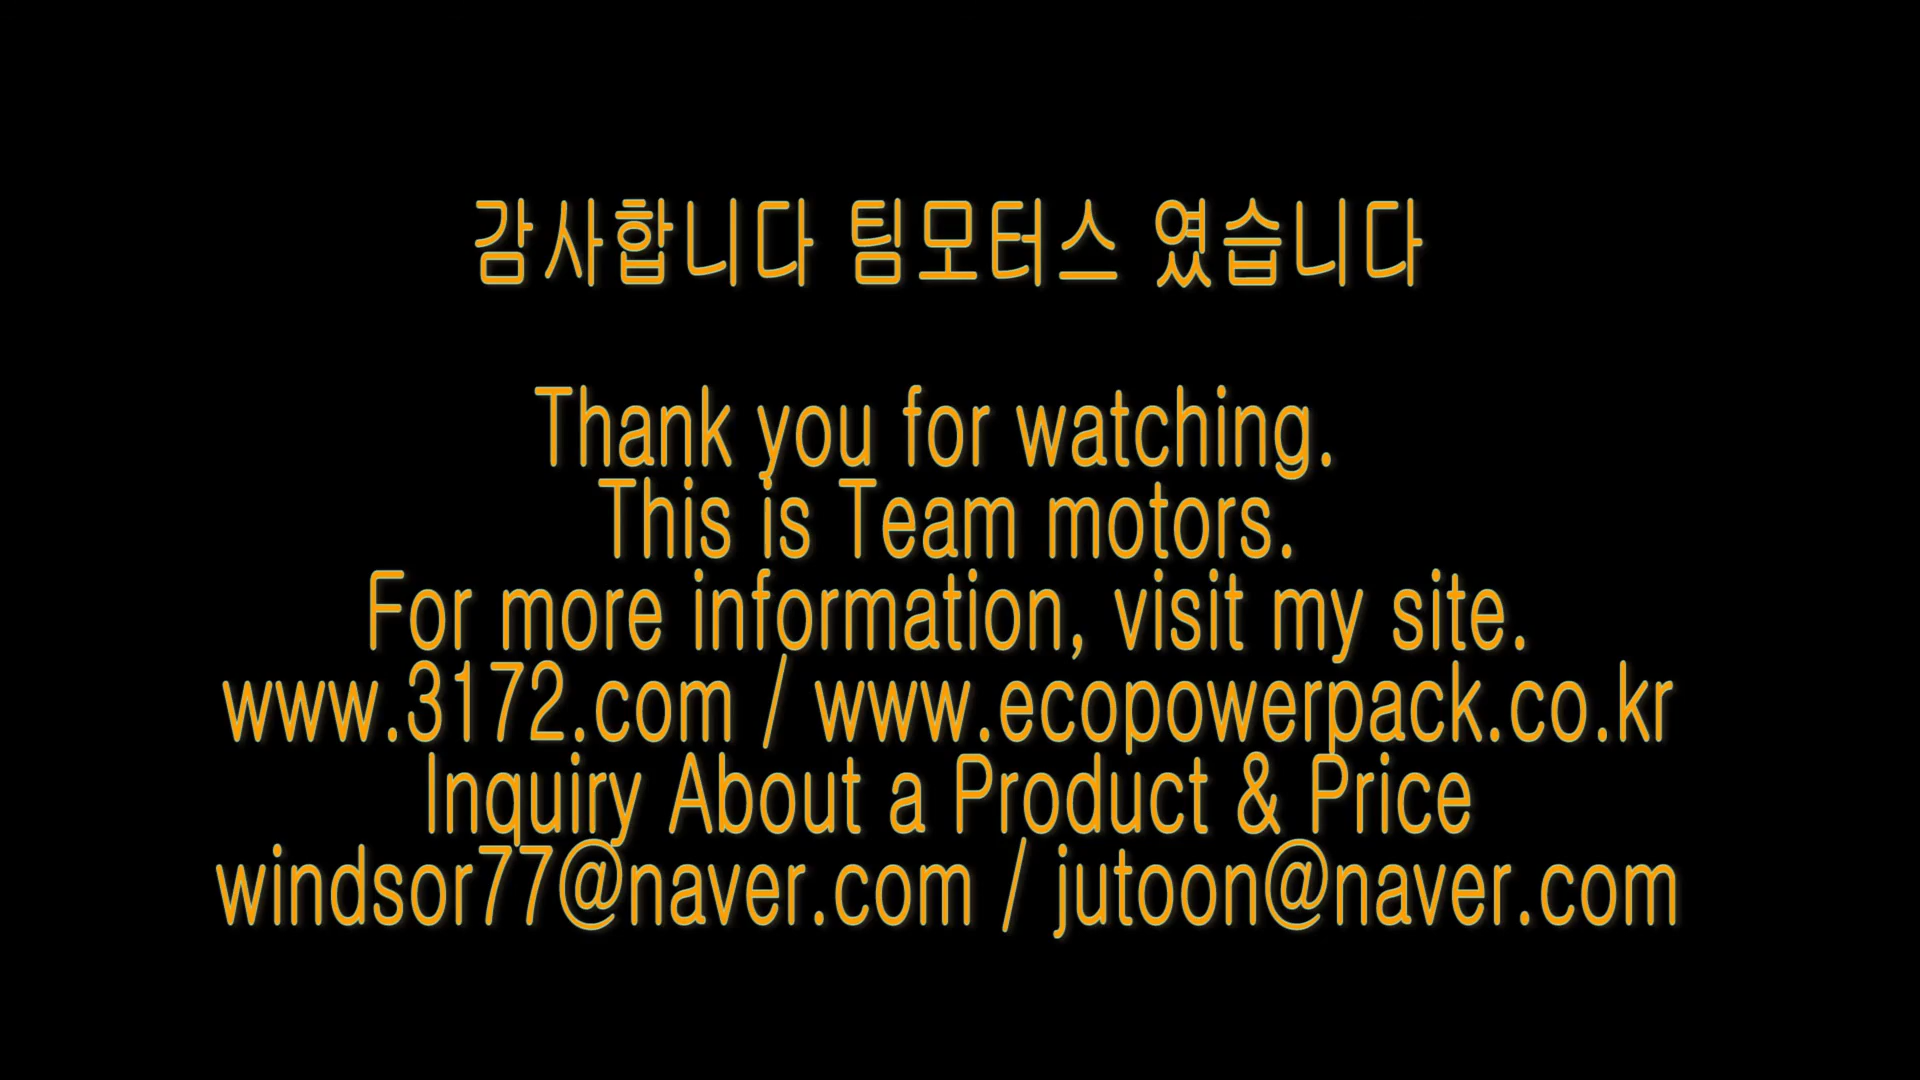 감사합니다 팀모터스 였습니다
Thank you for watching.
This is Team motors.
For more information, visit my site.
www.3172.com / www.ecopowerpack.co.kr
Inquiry About a Product & Price
windsor77@naver.com / jutoon@naver.com